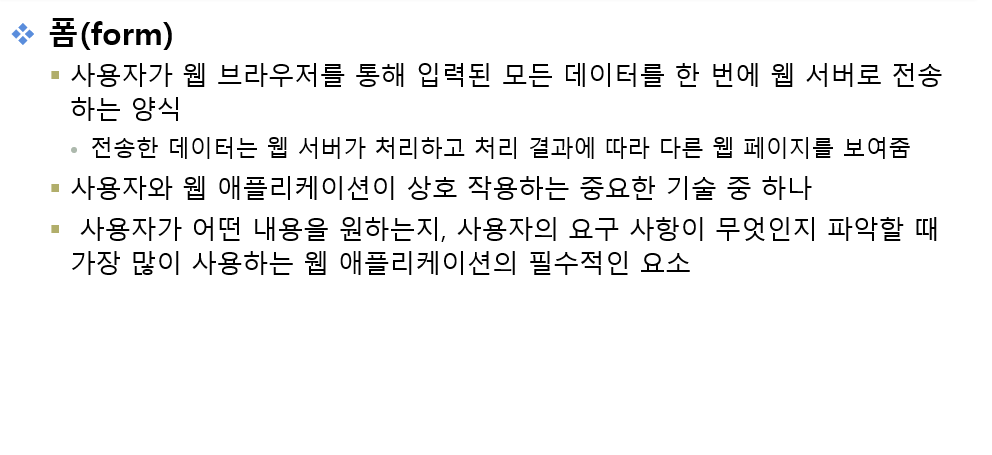 폼(form)
사용자가 웹 브라우저를 통해 입력된 모든 데이터를 한 번에 웹 서버로 전송
하는 양식
전송한 데이터는 웹 서버가 처리하고 처리 결과에 따라 다른 웹 페이지를 보여줌
사용자와 웹 애플리케이션이 상호 작용하는 중요한 기술 중 하나
사용자가 어떤 내용을 원하는지, 사용자의 요구 사항이 무엇인지 파악할 때
가장 많이 사용하는 웹 애플리케이션의 필수적인 요소